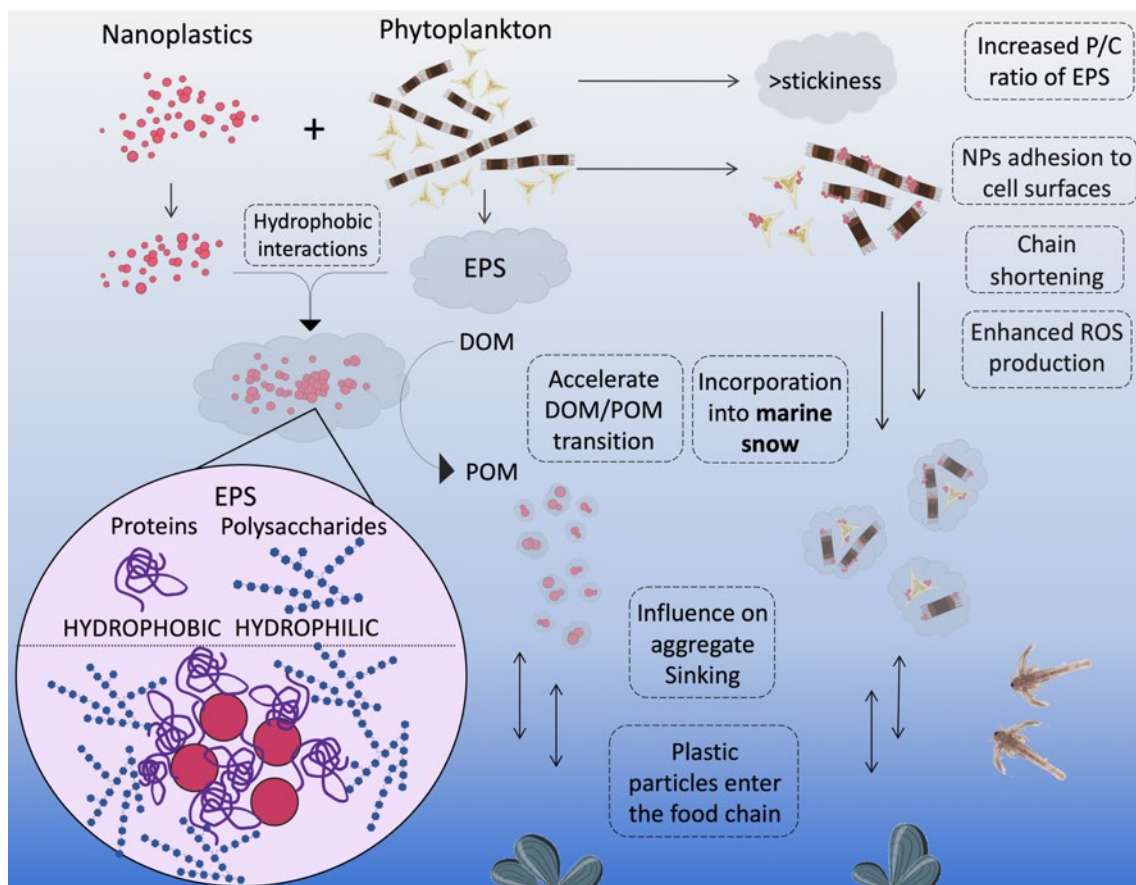 Nanoplastics
+
Phytoplankton
>stickiness
Increased P/C
ratio of EPS
NPs adhesion to
cell surfaces
Chain
shortening
Enhanced ROS
production
Hydrophobic
interactions
EPS
DOM
POM
Accelerate
DOM/POM
transition
Incorporation
into marine
snow
EPS
Proteins
Polysaccharides
HYDROPHOBIC
HYDROPHILIC
Influence on
aggregate
Sinking
Plastic
particles enter
the food chain